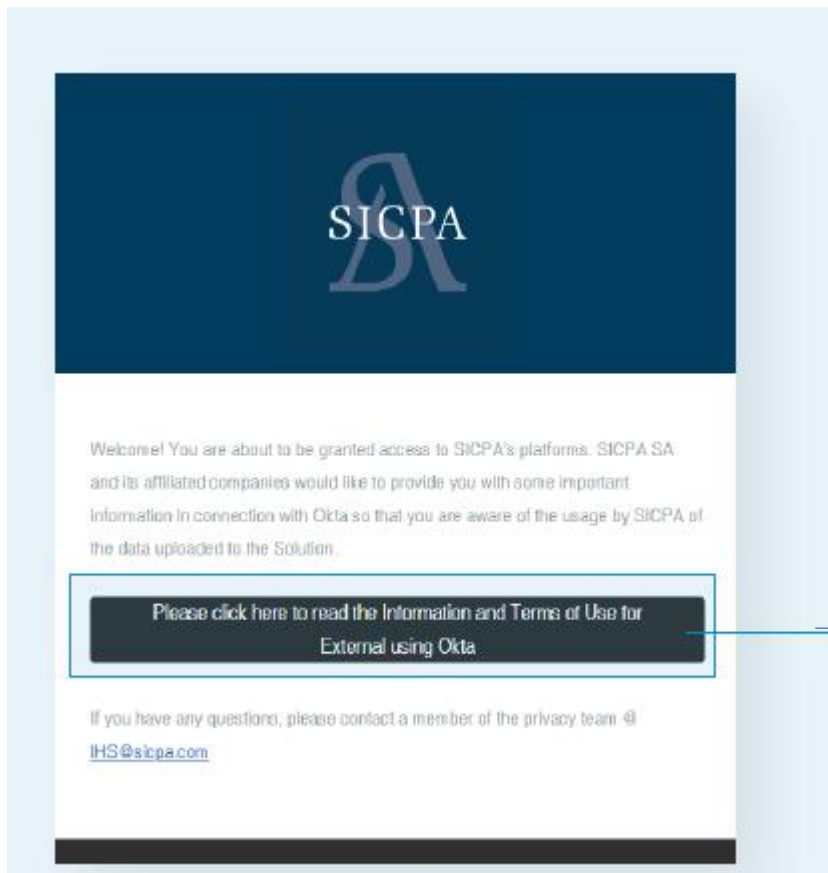 SICPA
Welcome! You are about to be granted access to SICPA's platforms. SICPA SA
and its affiliated companies would like to provide you with some important
information in connection with Okta so that you are aware of the usage by SICPA of
the data uploaded to the Solution.
Please click here to read the Information and Terms of Use for
External using Okta
If you have any questions, please contact a member of the privacy team @
IHS@sicpa.com